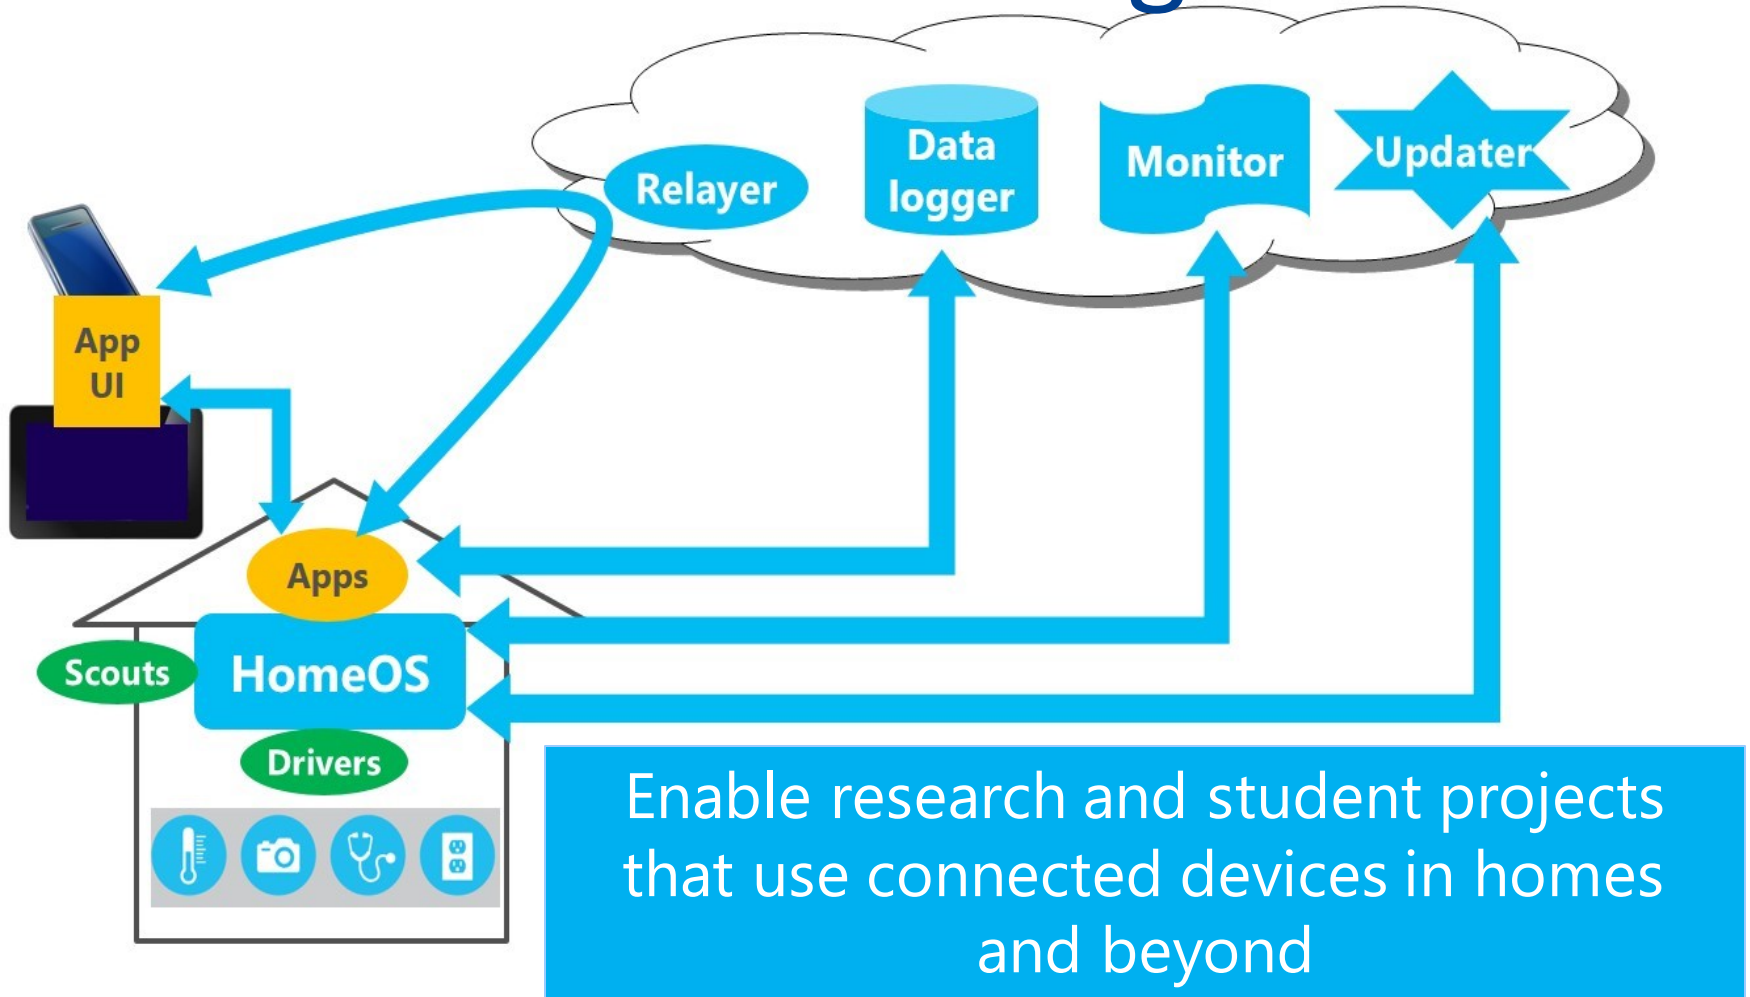 Relayer
Data
logger
Monitor
Updater
App
UI
Apps
Scouts
HomeOS
Drivers
Enable research and student projects
that use connected devices in homes
and beyond